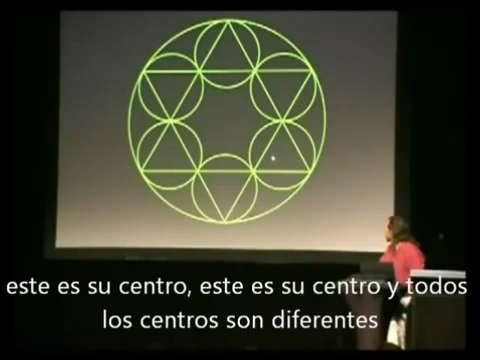 este es su centro, este es su centro y todos
los centros son diferentes